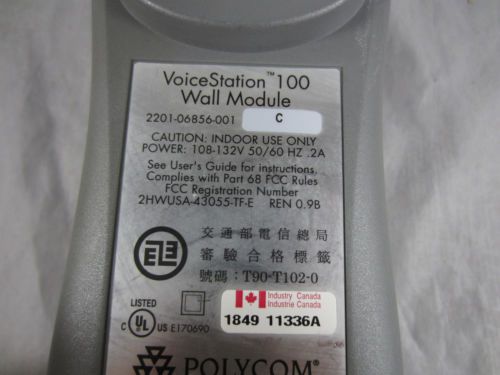 VoiceStation™100
Wall Module
2201-06856-001 C
CAUTION: INDOOR USE ONLY
POWER: 108-132V 50/60 HZ .2A
See User's Guide for instructions.
Complies with Part 68 FCC Rules
FCC Registration Number
2HWUSA-43055-TF-E REN 0.9B
交通部電信總局
審驗合格標籤
號碼：T90-T102-0
Industry Canada
Industrie Canada
1849 11336A
LISTED
C UL US E170690
POLYCOM®